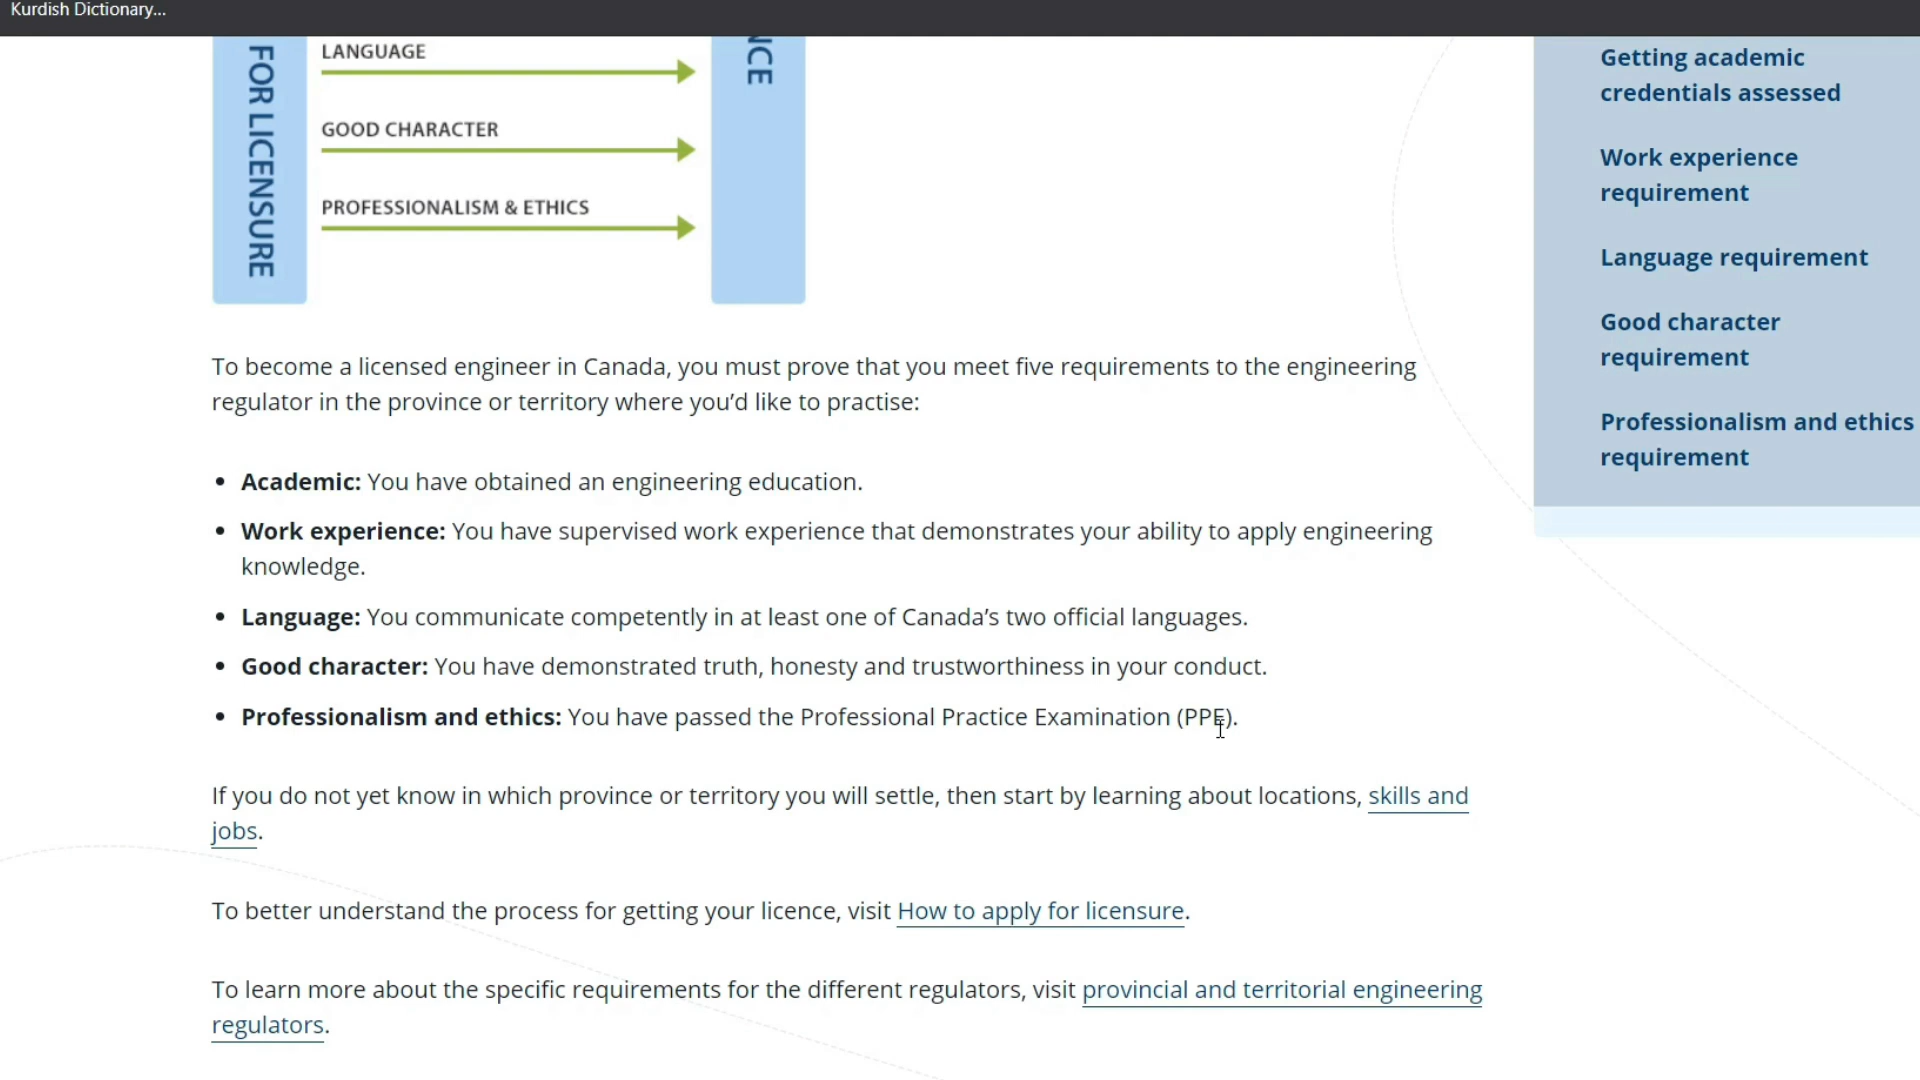 Kurdish Dictionary...
FOR LICENSURE
LANGUAGE
GOOD CHARACTER
PROFESSIONALISM & ETHICS
To become a licensed engineer in Canada, you must prove that you meet five requirements to the engineering
regulator in the province or territory where you’d like to practise:
• Academic: You have obtained an engineering education.
• Work experience: You have supervised work experience that demonstrates your ability to apply engineering
knowledge.
• Language: You communicate competently in at least one of Canada’s two official languages.
• Good character: You have demonstrated truth, honesty and trustworthiness in your conduct.
• Professionalism and ethics: You have passed the Professional Practice Examination (PPE).
If you do not yet know in which province or territory you will settle, then start by learning about locations, skills and
jobs.
To better understand the process for getting your licence, visit How to apply for licensure.
To learn more about the specific requirements for the different regulators, visit provincial and territorial engineering
regulators.
Getting academic
credentials assessed
Work experience
requirement
Language requirement
Good character
requirement
Professionalism and ethics
requirement